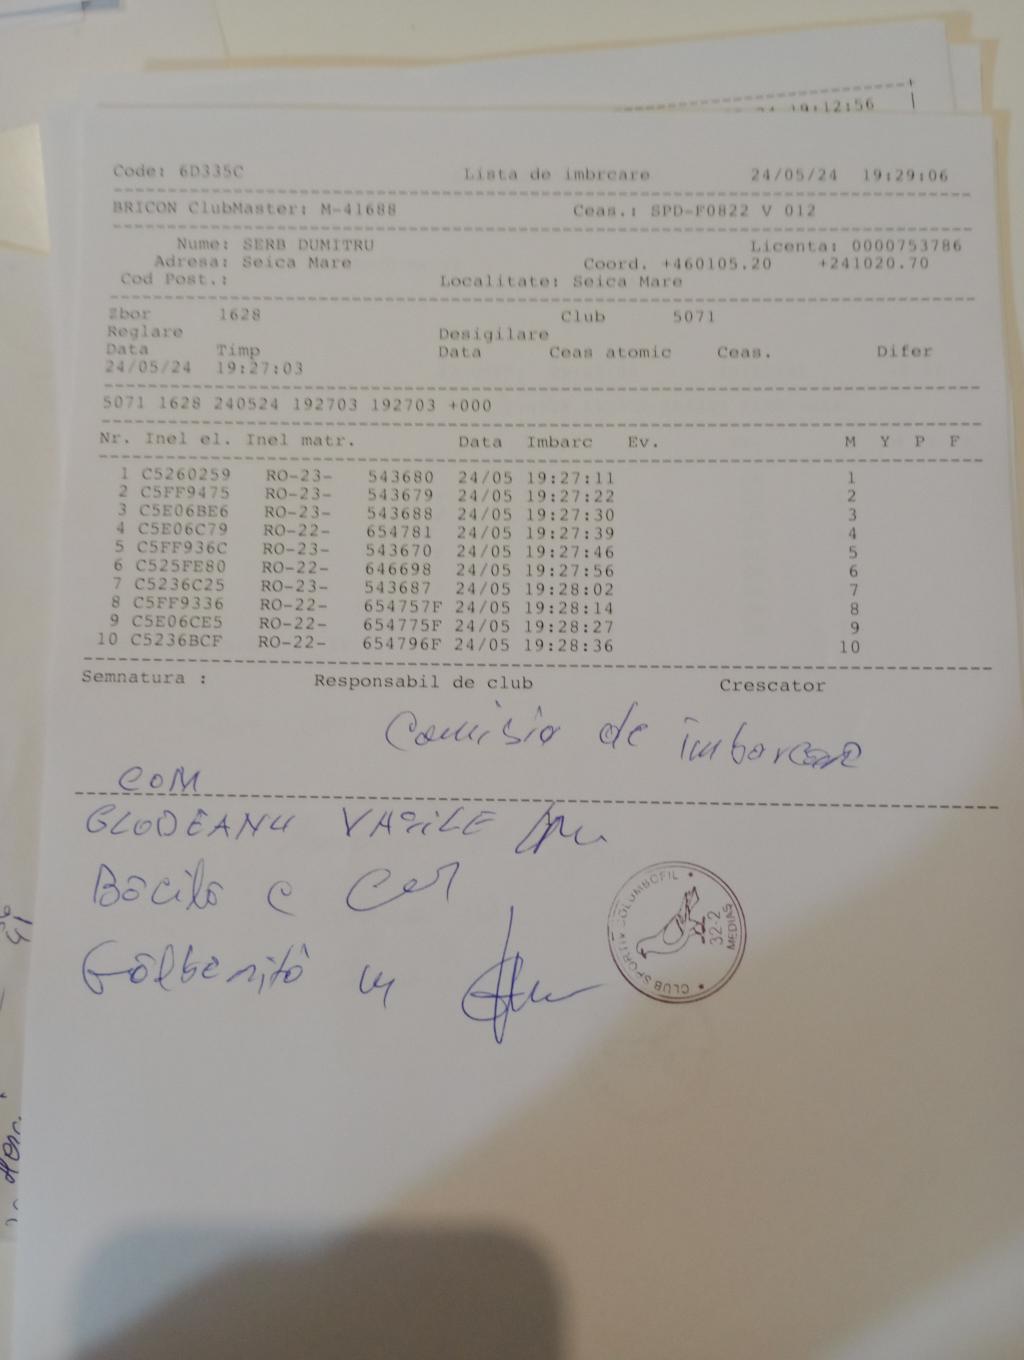 19:12:56
Code: 6D335C Lista de imbrcare 24/05/24 19:29:06
BRICON ClubMaster: M-41688 Ceas.: SPD-F0822 V 012
Nume: SERB DUMITRU Licenta: 0000753786
Adresa: Seica Mare Coord. +460105.20 +241020.70
Cod Post.: Localitate: Seica Mare
Zbor 1628 Club 5071
Reglare Desigilare
Data Timp Data Ceas atomic Ceas. Difer
24/05/24 19:27:03
5071 1628 240524 192703 192703 +000
Nr. Inel el. Inel matr. Data Imbarc Ev. M Y P F
1 C5260259 RO-23- 543680 24/05 19:27:11 1
2 C5FF9475 RO-23- 543679 24/05 19:27:22 2
3 C5E06BE6 RO-23- 543688 24/05 19:27:30 3
4 C5E06C79 RO-22- 654781 24/05 19:27:39 4
5 C5FF936C RO-23- 543670 24/05 19:27:46 5
6 C525FE80 RO-22- 646698 24/05 19:27:56 6
7 C5236C25 RO-23- 543687 24/05 19:28:02 7
8 C5FF9336 RO-22- 654757F 24/05 19:28:14 8
9 C5E06CE5 RO-22- 654775F 24/05 19:28:27 9
10 C5236BCF RO-22- 654796F 24/05 19:28:36 10
Semnatura : Responsabil de club Crescator
Comisia de îmbarcare
COM
GLODEANU VASILE
CLUB SPORTIV COLUMBOFIL
32-2
MEDIAS